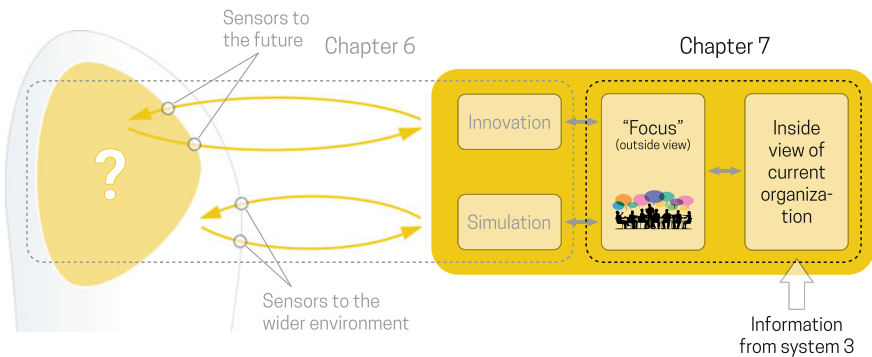 Sensors to
the future
Chapter 6
Chapter 7
?
Innovation
Simulation
“Focus”
(outside view)
Inside
view of
current
organiza-
tion
Sensors to the
wider environment
Information
from system 3